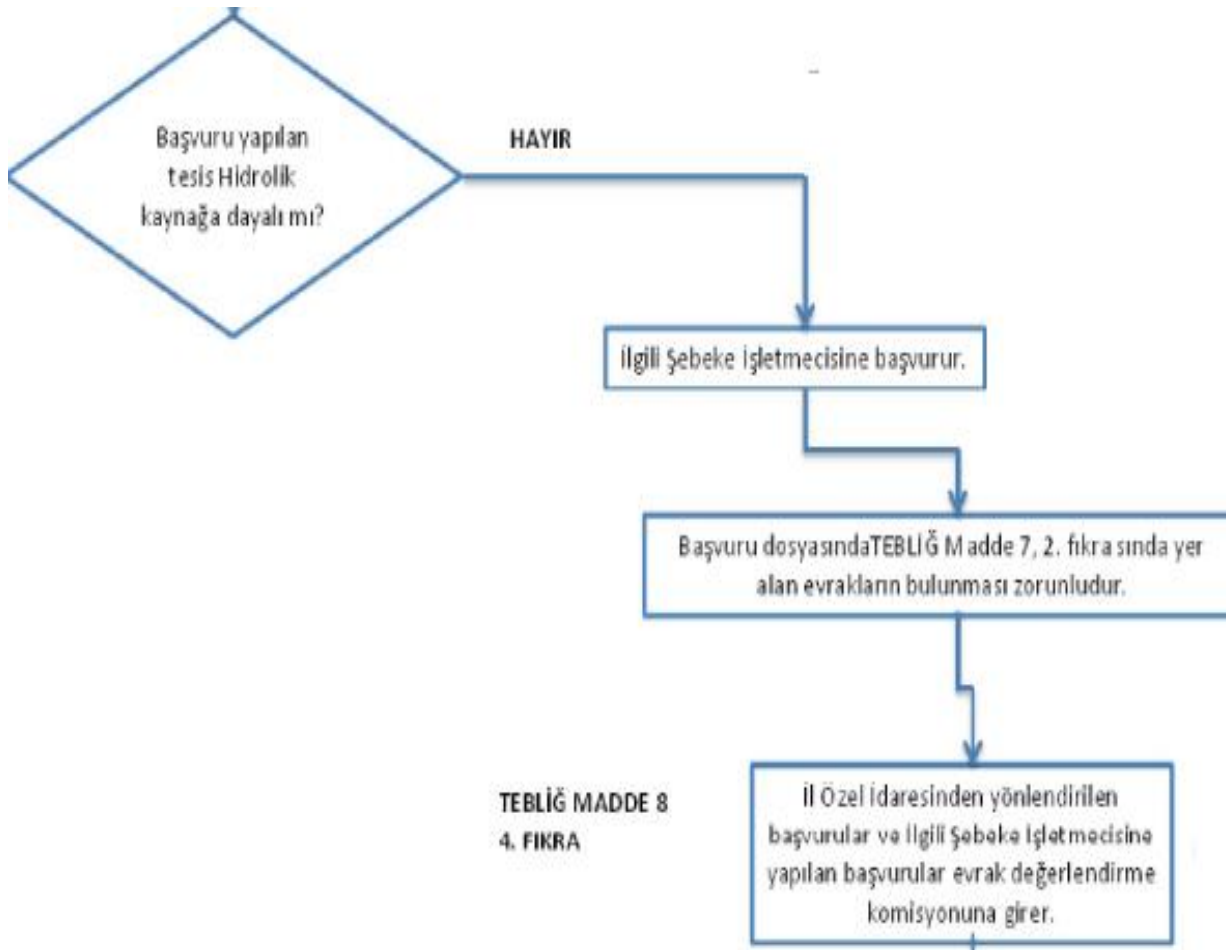 Başvuru yapılan
tesis Hidrolik
kaynağa dayalı mı?
HAYIR
İlgili Şebeke İşletmecisine başvurur.
Başvuru dosyasındaTEBLİĞ Madde 7, 2. fıkra sında yer
alan evrakların bulunması zorunludur.
TEBLİĞ MADDE 8
4. FIKRA
İl Özel İdaresinden yönlendirilen
başvurular ve İlgili Şebeke İşletmecisine
yapılan başvurular evrak değerlendirme
komisyonuna girer.